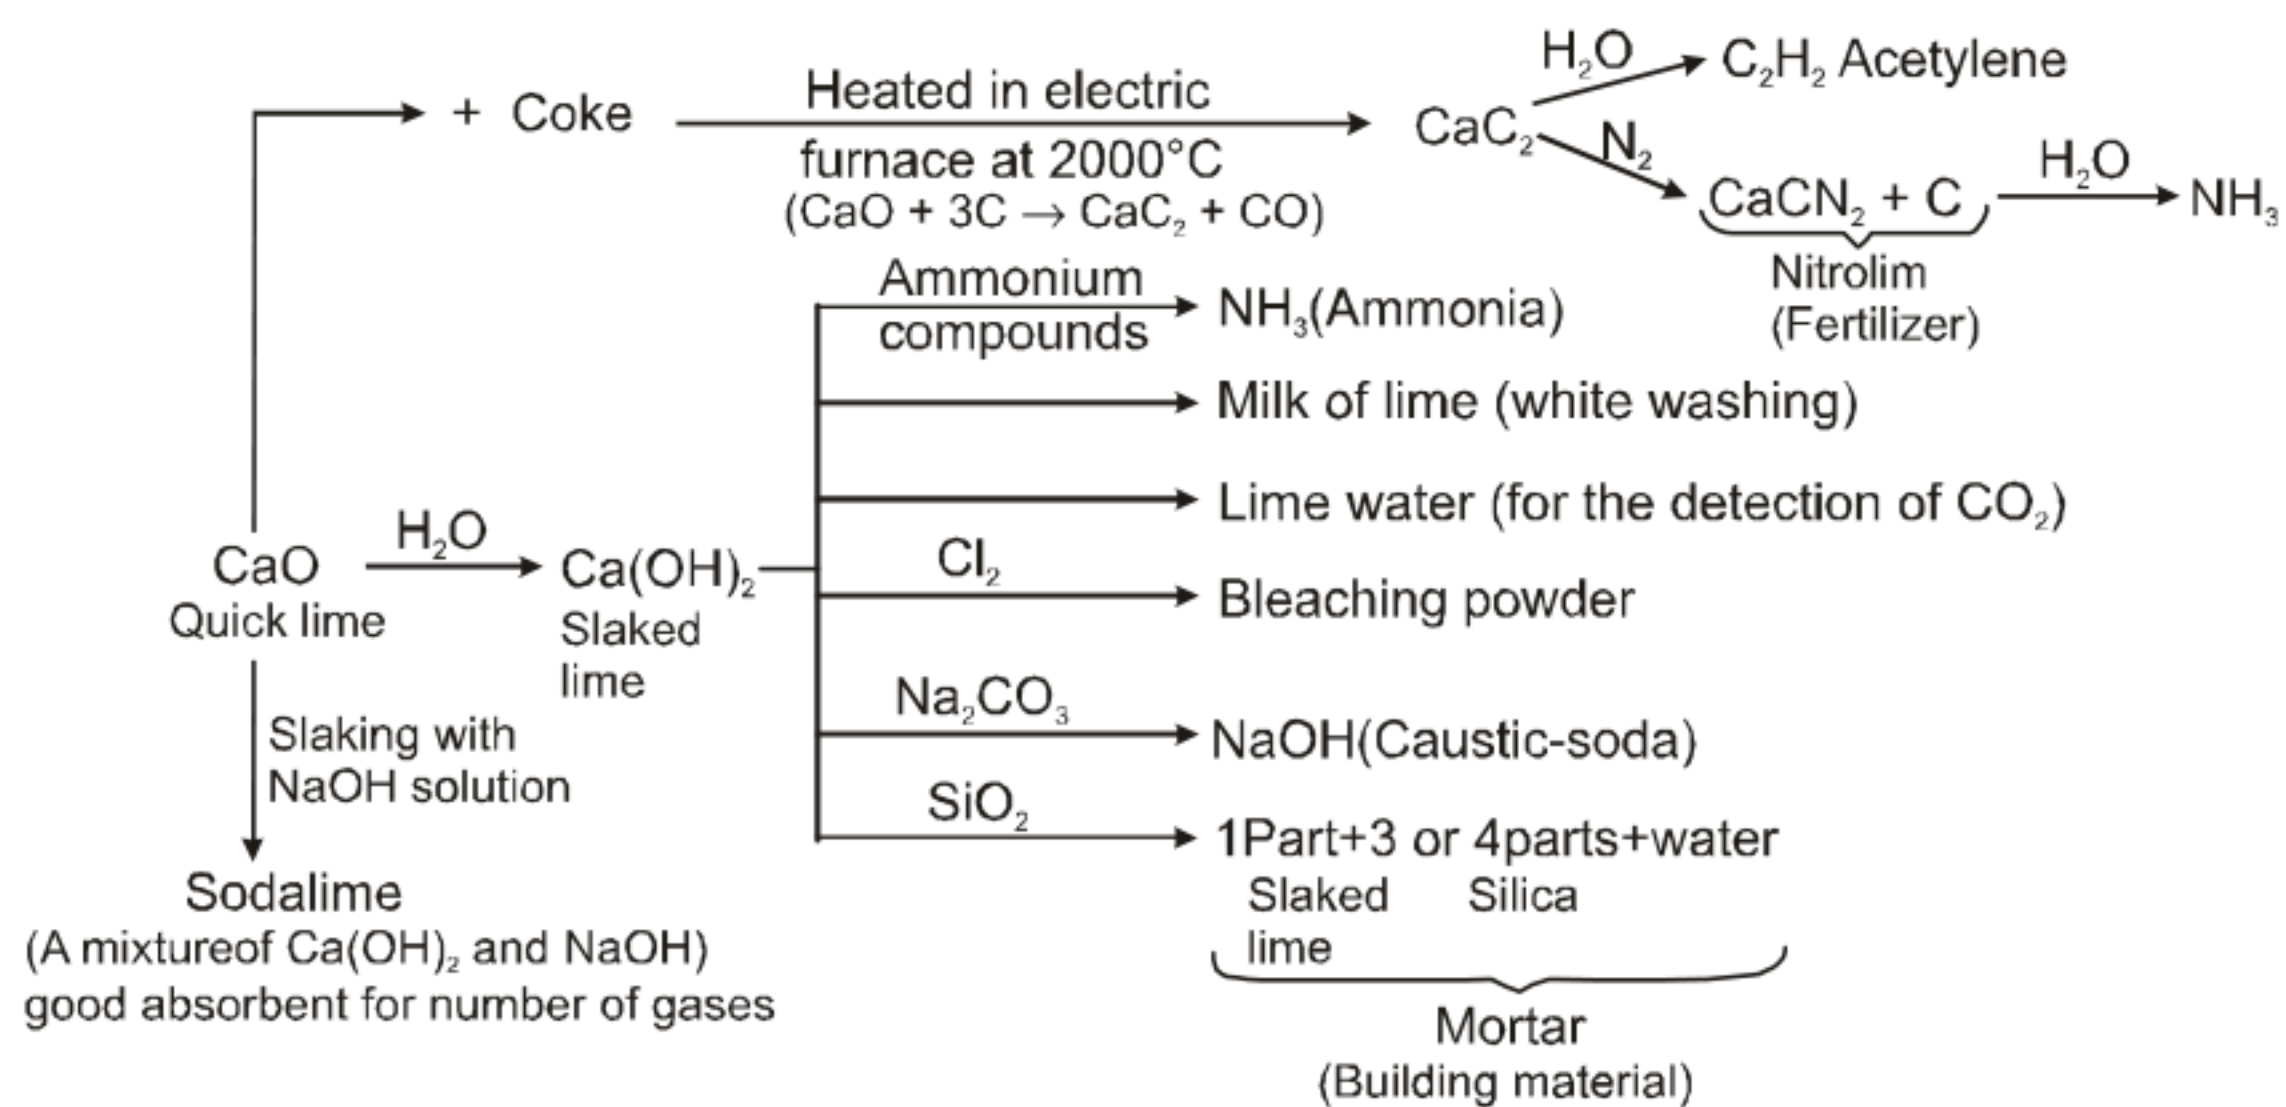 H₂O
C₂H₂ Acetylene
+ Coke
Heated in electric
furnace at 2000°C
(CaO + 3C → CaC₂ + CO)
CaC₂
N₂
CaCN₂ + C
H₂O
NH₃
Nitrolim
(Fertilizer)
Ammonium
compounds
NH₃(Ammonia)
Milk of lime (white washing)
Lime water (for the detection of CO₂)
CaO
Quick lime
H₂O
Ca(OH)₂
Slaked
lime
Cl₂
Bleaching powder
Na₂CO₃
NaOH(Caustic-soda)
SiO₂
1Part+3 or 4parts+water
Slaked Silica
lime
Mortar
(Building material)
Slaking with
NaOH solution
Sodalime
(A mixtureof Ca(OH)₂ and NaOH)
good absorbent for number of gases